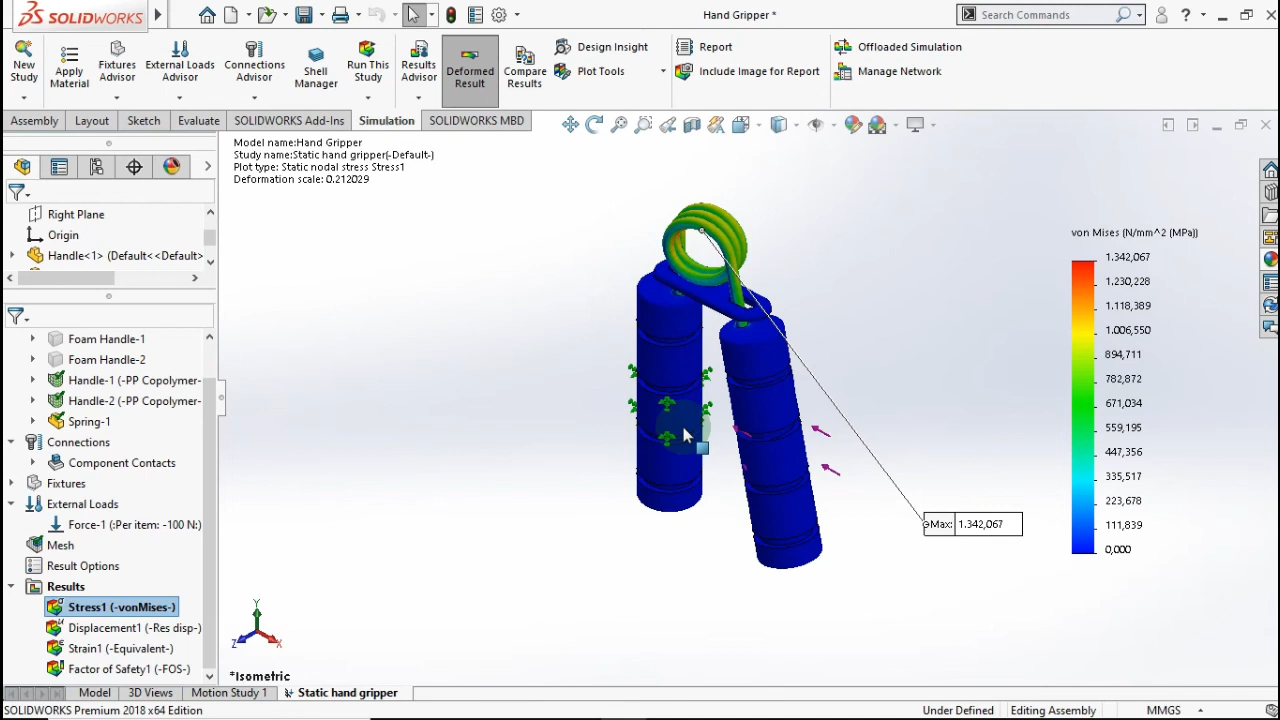 SOLIDWORKS
Hand Gripper *
Search Commands
?
New Study
Apply Material
Fixtures Advisor
External Loads Advisor
Connections Advisor
Shell Manager
Run This Study
Results Advisor
Deformed Result
Compare Results
Design Insight
Plot Tools
Report
Include Image for Report
Offloaded Simulation
Manage Network
Assembly
Layout
Sketch
Evaluate
SOLIDWORKS Add-Ins
Simulation
SOLIDWORKS MBD
Model name:Hand Gripper
Study name:Static hand gripper(-Default-)
Plot type: Static nodal stress Stress1
Deformation scale: 0.212029
Right Plane
Origin
Handle<1> (Default<<Default>
Foam Handle-1
Foam Handle-2
Handle-1 (-PP Copolymer-
Handle-2 (-PP Copolymer-
Spring-1
Connections
Component Contacts
Fixtures
External Loads
Force-1 (:Per item: -100 N:)
Mesh
Result Options
Results
Stress1 (-vonMises-)
Displacement1 (-Res disp-)
Strain1 (-Equivalent-)
Factor of Safety1 (-FOS-)
von Mises (N/mm^2 (MPa))
1.342,067
1.230,228
1.118,389
1.006,550
894,711
782,872
671,034
559,195
447,356
335,517
223,678
111,839
0,000
Max: 1.342,067
Y
Z
X
*Isometric
Model
3D Views
Motion Study 1
Static hand gripper
SOLIDWORKS Premium 2018 x64 Edition
Under Defined
Editing Assembly
MMGS